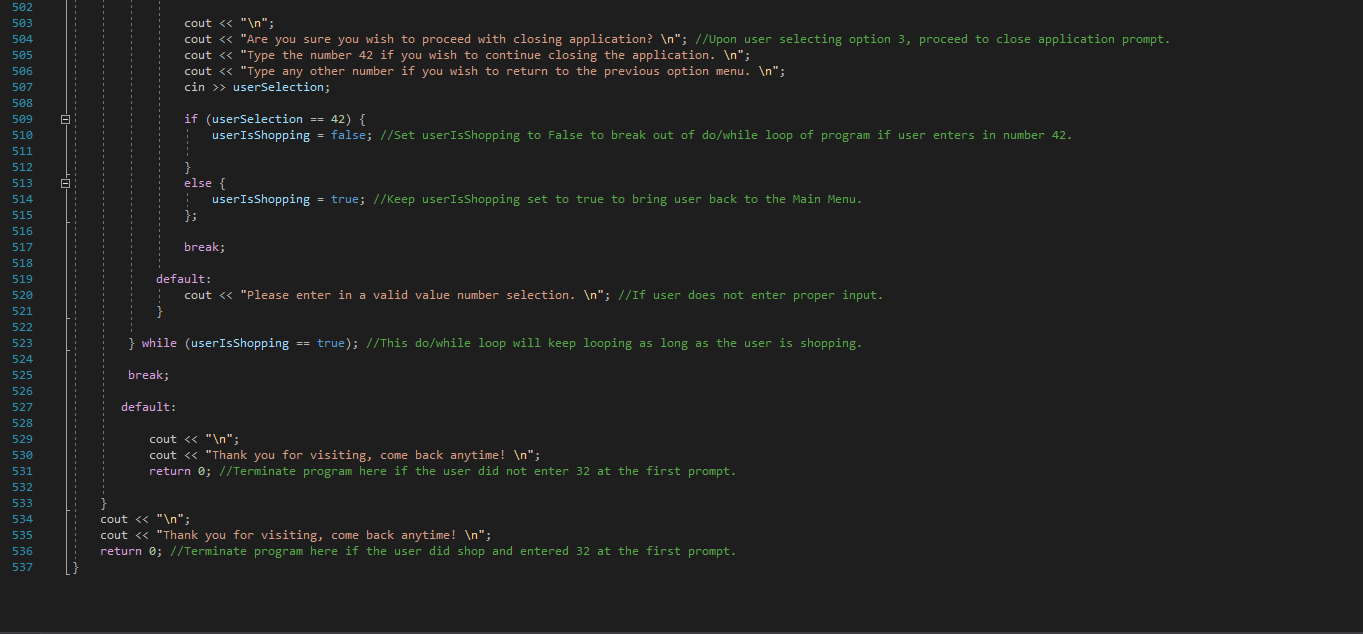 502
503 cout << "\n";
504 cout << "Are you sure you wish to proceed with closing application? \n"; //Upon user selecting option 3, proceed to close application prompt.
505 cout << "Type the number 42 if you wish to continue closing the application. \n";
506 cout << "Type any other number if you wish to return to the previous option menu. \n";
507 cin >> userSelection;
508
509 if (userSelection == 42) {
510 userIsShopping = false; //Set userIsShopping to False to break out of do/while loop of program if user enters in number 42.
511
512 }
513 else {
514 userIsShopping = true; //Keep userIsShopping set to true to bring user back to the Main Menu.
515 };
516
517 break;
518
519 default:
520 cout << "Please enter in a valid value number selection. \n"; //If user does not enter proper input.
521 }
522
523 } while (userIsShopping == true); //This do/while loop will keep looping as long as the user is shopping.
524
525 break;
526
527 default:
528
529 cout << "\n";
530 cout << "Thank you for visiting, come back anytime! \n";
531 return 0; //Terminate program here if the user did not enter 32 at the first prompt.
532
533 }
534 cout << "\n";
535 cout << "Thank you for visiting, come back anytime! \n";
536 return 0; //Terminate program here if the user did shop and entered 32 at the first prompt.
537 }